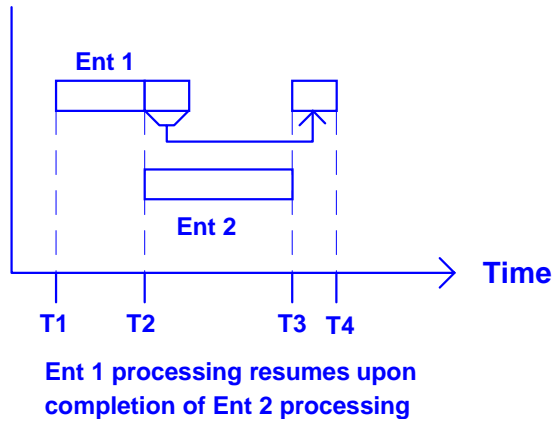 Ent 1
Ent 2
Time
T1 T2 T3 T4
Ent 1 processing resumes upon
completion of Ent 2 processing